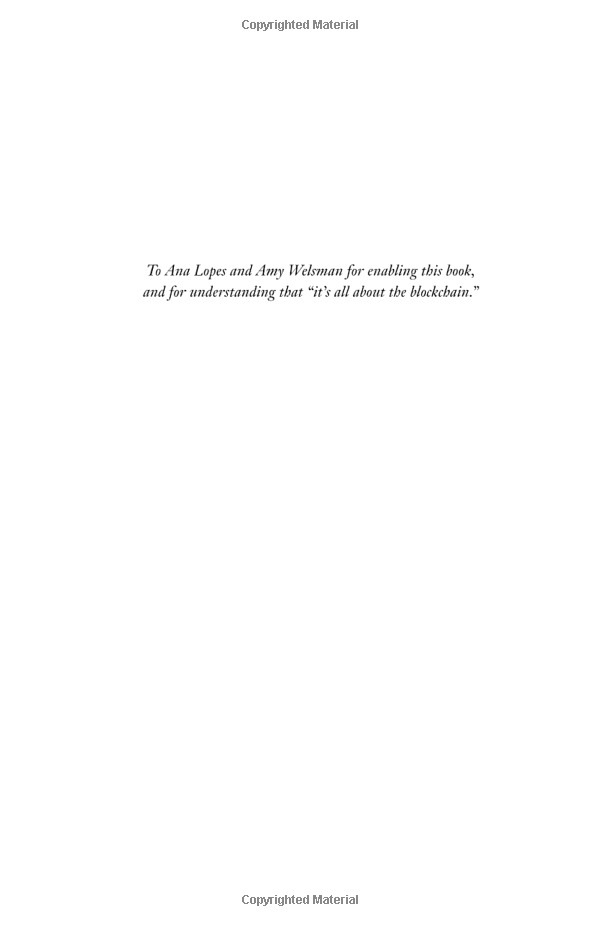 Copyrighted Material
To Ana Lopes and Amy Welsman for enabling this book,
and for understanding that “it’s all about the blockchain.”
Copyrighted Material